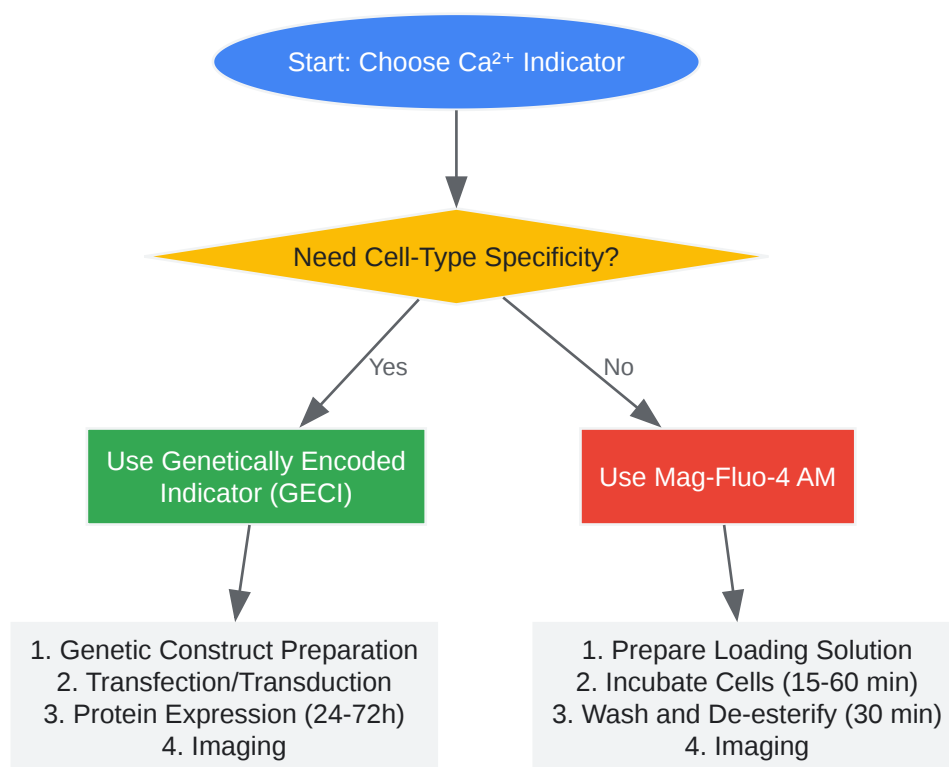 Start: Choose Ca²⁺ Indicator
Need Cell-Type Specificity?
Yes
No
Use Genetically Encoded
Indicator (GECI)
Use Mag-Fluo-4 AM
1. Genetic Construct Preparation
2. Transfection/Transduction
3. Protein Expression (24-72h)
4. Imaging
1. Prepare Loading Solution
2. Incubate Cells (15-60 min)
3. Wash and De-esterify (30 min)
4. Imaging